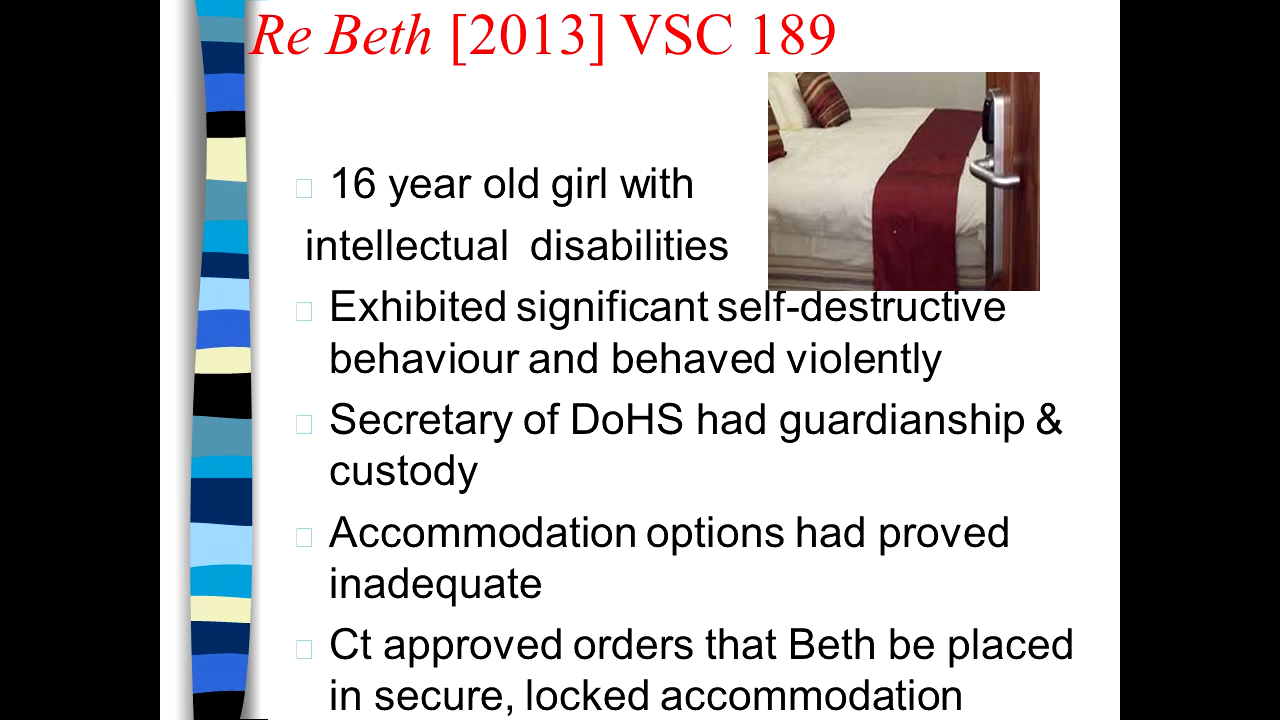 Re Beth [2013] VSC 189
16 year old girl with
intellectual disabilities
Exhibited significant self-destructive
behaviour and behaved violently
Secretary of DoHS had guardianship &
custody
Accommodation options had proved
inadequate
Ct approved orders that Beth be placed
in secure, locked accommodation